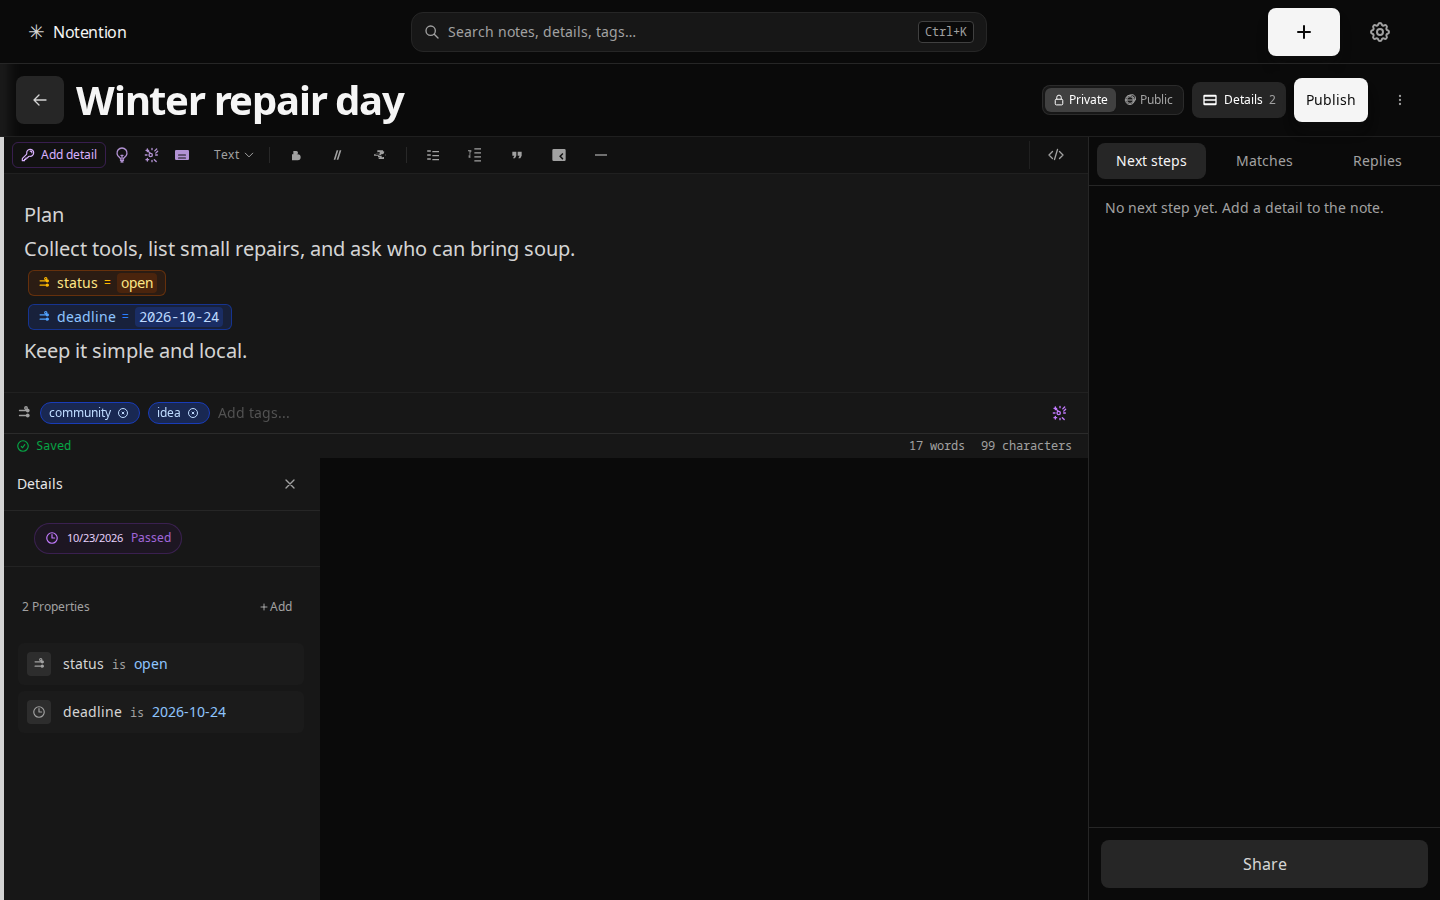 Notention
Search notes, details, tags...
Ctrl+K
Winter repair day
Private
Public
Details 2
Publish
Add detail
Text
Next steps
Matches
Replies
No next step yet. Add a detail to the note.
Plan
Collect tools, list small repairs, and ask who can bring soup.
status = open
deadline = 2026-10-24
Keep it simple and local.
community
idea
Add tags...
Saved
17 words 99 characters
Details
10/23/2026 Passed
2 Properties
+ Add
status is open
deadline is 2026-10-24
Share